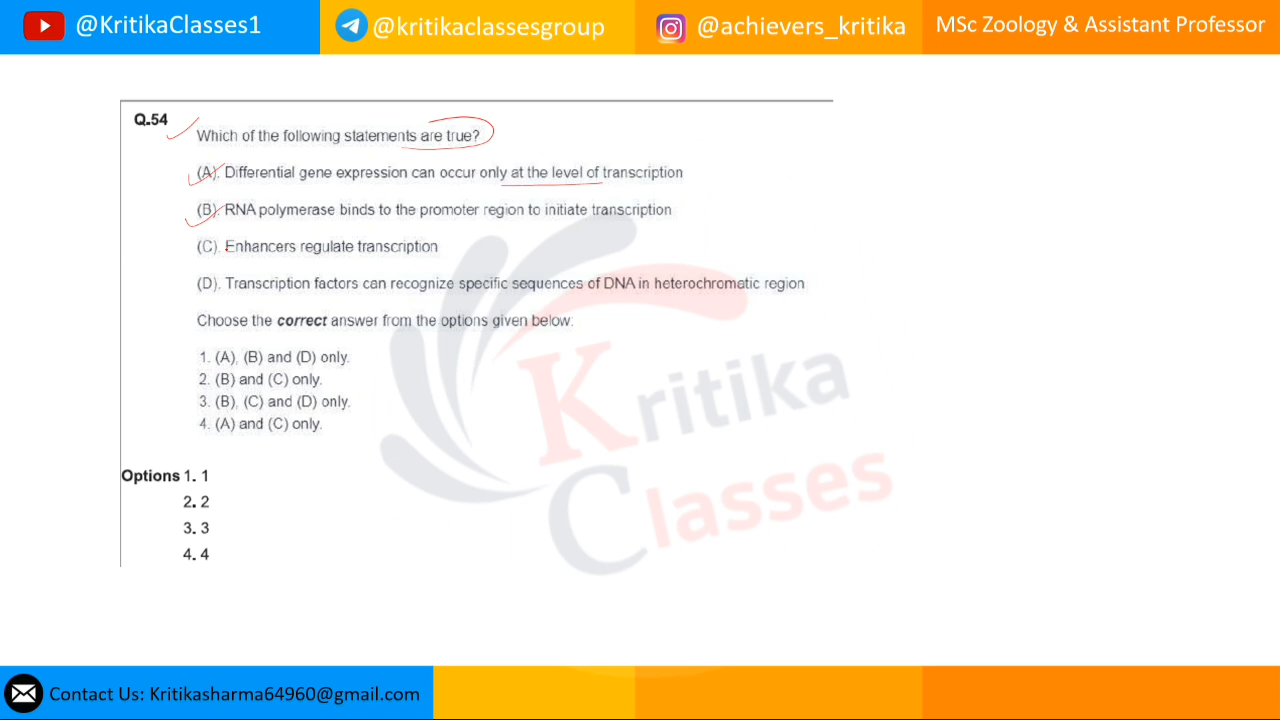 @KritikaClasses1
@kritikaclassesgroup
@achievers_kritika
MSc Zoology & Assistant Professor
Q.54
Which of the following statements are true?
(A). Differential gene expression can occur only at the level of transcription
(B). RNA polymerase binds to the promoter region to initiate transcription
(C). Enhancers regulate transcription
(D). Transcription factors can recognize specific sequences of DNA in heterochromatic region
Choose the correct answer from the options given below:
1. (A), (B) and (D) only.
2. (B) and (C) only.
3. (B), (C) and (D) only.
4. (A) and (C) only.
Options 1. 1
2. 2
3. 3
4. 4
Kritika
Classes
Contact Us: Kritikasharma64960@gmail.com